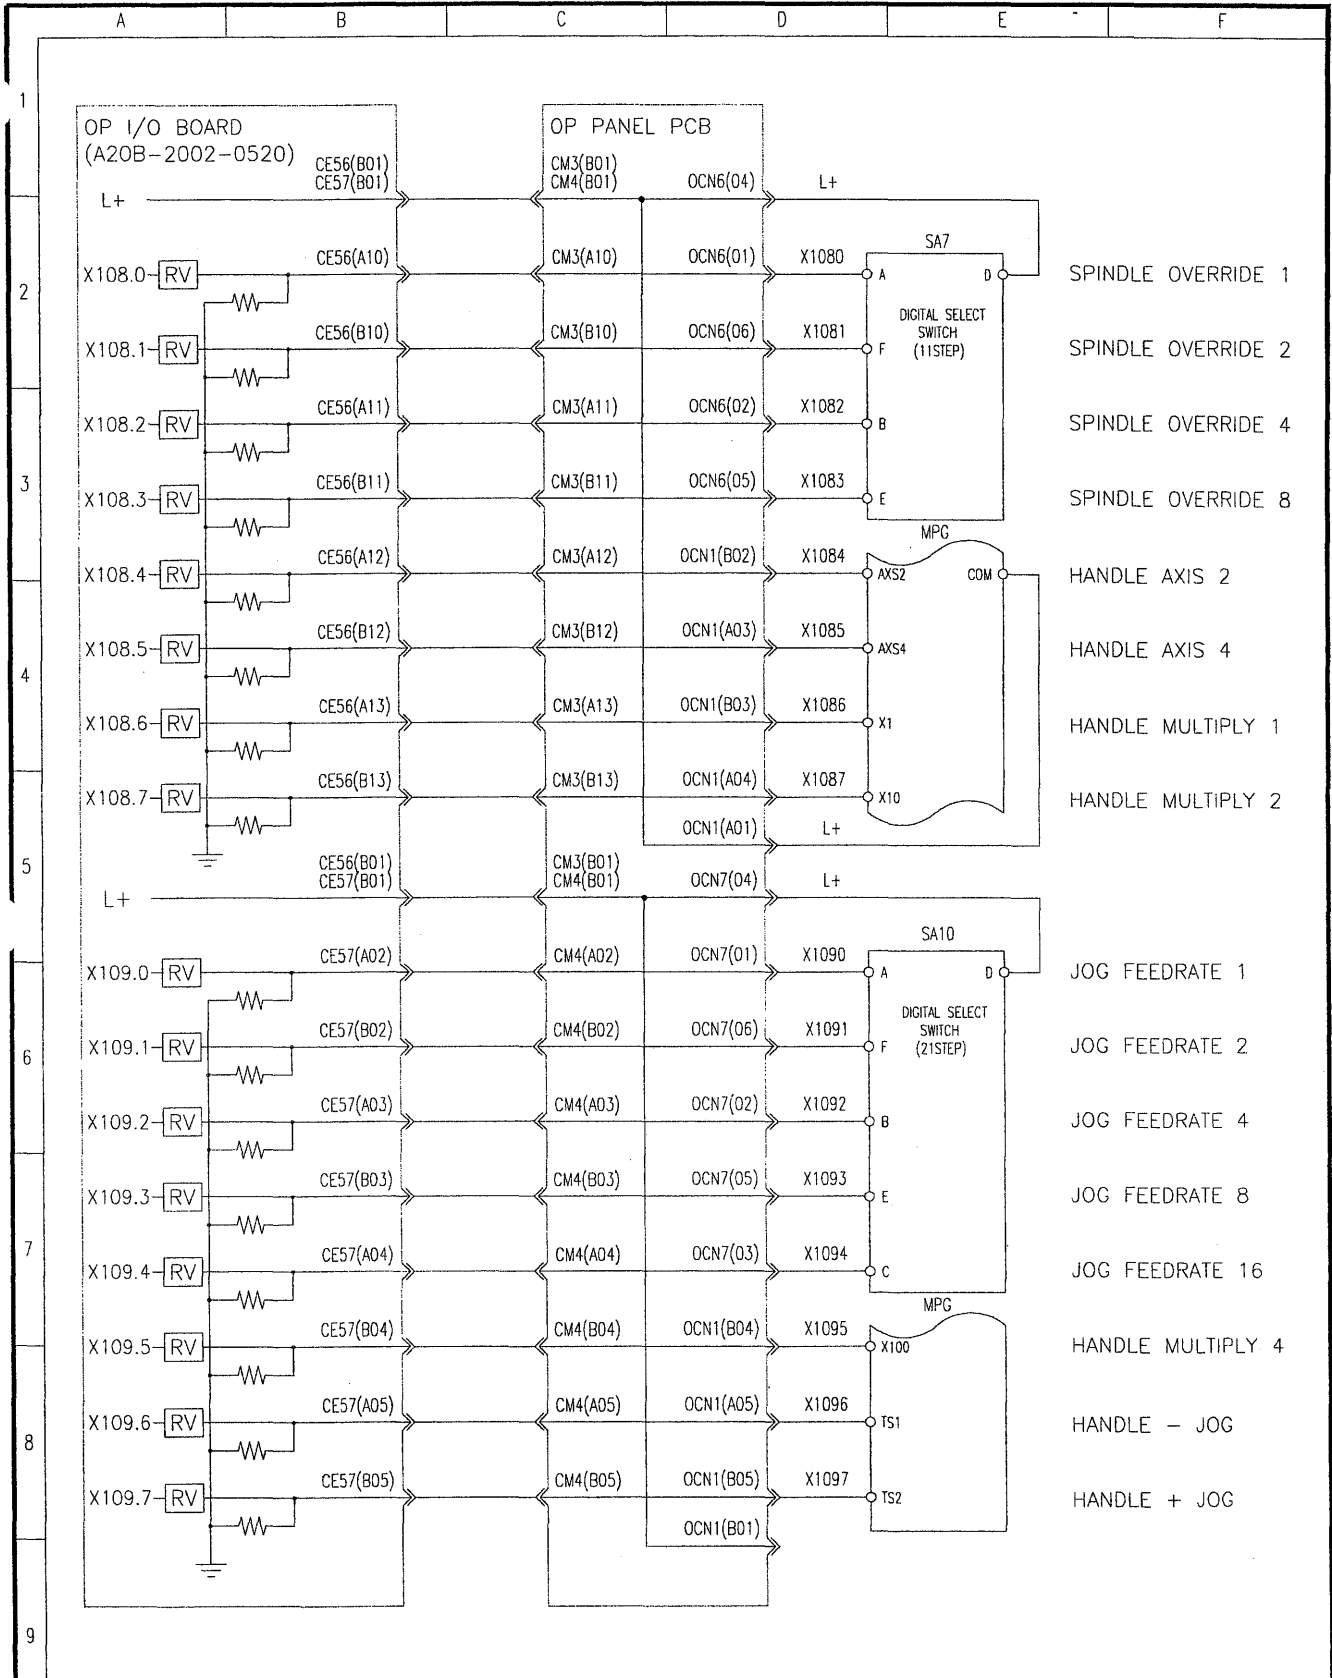 A B C D E F
1
OP I/O BOARD
(A20B-2002-0520)
OP PANEL PCB
CE56(B01) CM3(B01)
L+ CE57(B01) CM4(B01) OCN6(04) L+
SA7
X108.0 RV CE56(A10) CM3(A10) OCN6(01) X1080 A D SPINDLE OVERRIDE 1
2
DIGITAL SELECT
SWITCH
(11STEP)
X108.1 RV CE56(B10) CM3(B10) OCN6(06) X1081 F SPINDLE OVERRIDE 2
X108.2 RV CE56(A11) CM3(A11) OCN6(02) X1082 B SPINDLE OVERRIDE 4
3
X108.3 RV CE56(B11) CM3(B11) OCN6(05) X1083 E SPINDLE OVERRIDE 8
MPG
X108.4 RV CE56(A12) CM3(A12) OCN1(B02) X1084 AXS2 COM HANDLE AXIS 2
X108.5 RV CE56(B12) CM3(B12) OCN1(A03) X1085 AXS4 HANDLE AXIS 4
4
X108.6 RV CE56(A13) CM3(A13) OCN1(B03) X1086 X1 HANDLE MULTIPLY 1
X108.7 RV CE56(B13) CM3(B13) OCN1(A04) X1087 X10 HANDLE MULTIPLY 2
OCN1(A01) L+
5
CE56(B01) CM3(B01)
L+ CE57(B01) CM4(B01) OCN7(04) L+
SA10
X109.0 RV CE57(A02) CM4(A02) OCN7(01) X1090 A D JOG FEEDRATE 1
DIGITAL SELECT
SWITCH
(21STEP)
6
X109.1 RV CE57(B02) CM4(B02) OCN7(06) X1091 F JOG FEEDRATE 2
X109.2 RV CE57(A03) CM4(A03) OCN7(02) X1092 B JOG FEEDRATE 4
X109.3 RV CE57(B03) CM4(B03) OCN7(05) X1093 E JOG FEEDRATE 8
7
X109.4 RV CE57(A04) CM4(A04) OCN7(03) X1094 C JOG FEEDRATE 16
MPG
X109.5 RV CE57(B04) CM4(B04) OCN1(B04) X1095 X100 HANDLE MULTIPLY 4
X109.6 RV CE57(A05) CM4(A05) OCN1(A05) X1096 TS1 HANDLE - JOG
8
X109.7 RV CE57(B05) CM4(B05) OCN1(B05) X1097 TS2 HANDLE + JOG
OCN1(B01)
9